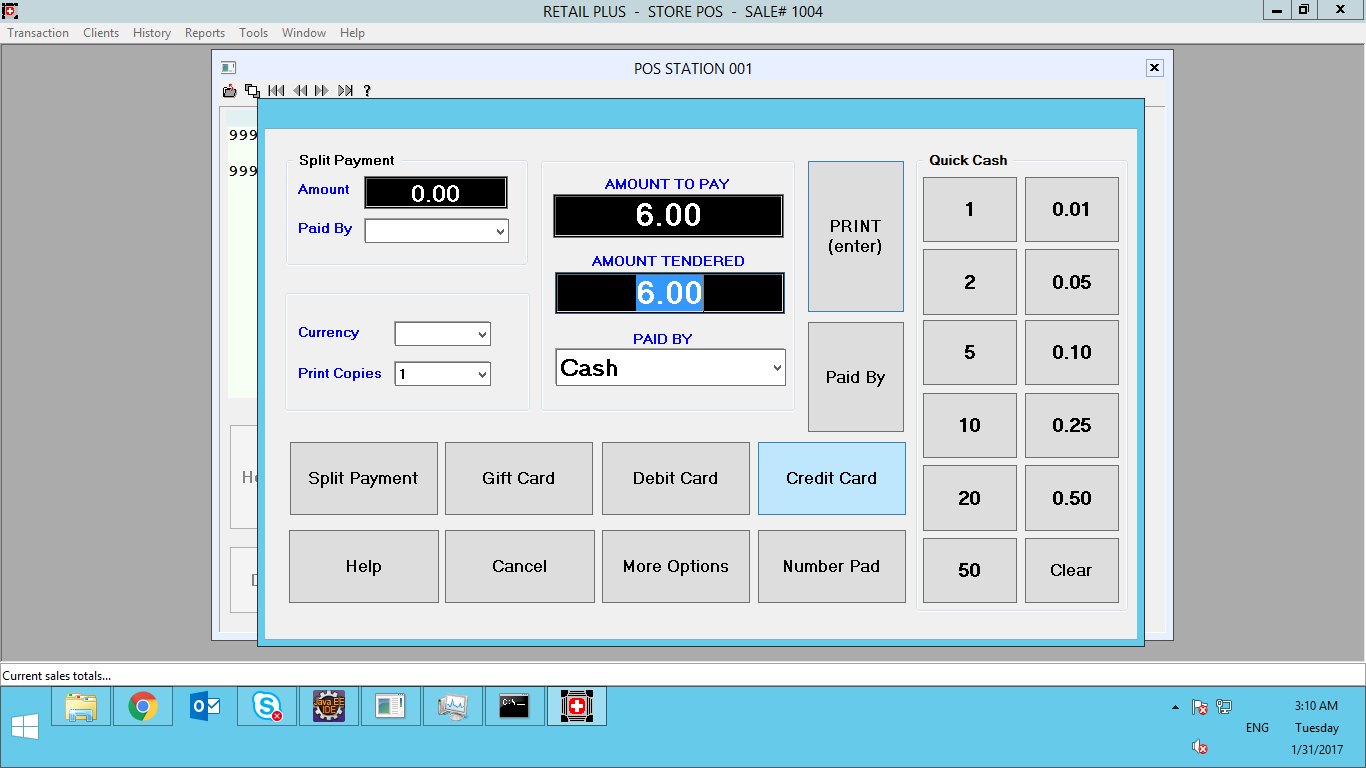 RETAIL PLUS - STORE POS - SALE# 1004
Transaction Clients History Reports Tools Window Help
POS STATION 001
?
999
999
Split Payment
Amount 0.00
Paid By
Currency
Print Copies 1
AMOUNT TO PAY
6.00
AMOUNT TENDERED
6.00
PAID BY
Cash
PRINT
(enter)
Paid By
Quick Cash
1 0.01
2 0.05
5 0.10
10 0.25
20 0.50
50 Clear
Split Payment Gift Card Debit Card Credit Card
Help Cancel More Options Number Pad
Current sales totals...
Java EE
IDE
C:\_
3:10 AM
ENG Tuesday
1/31/2017